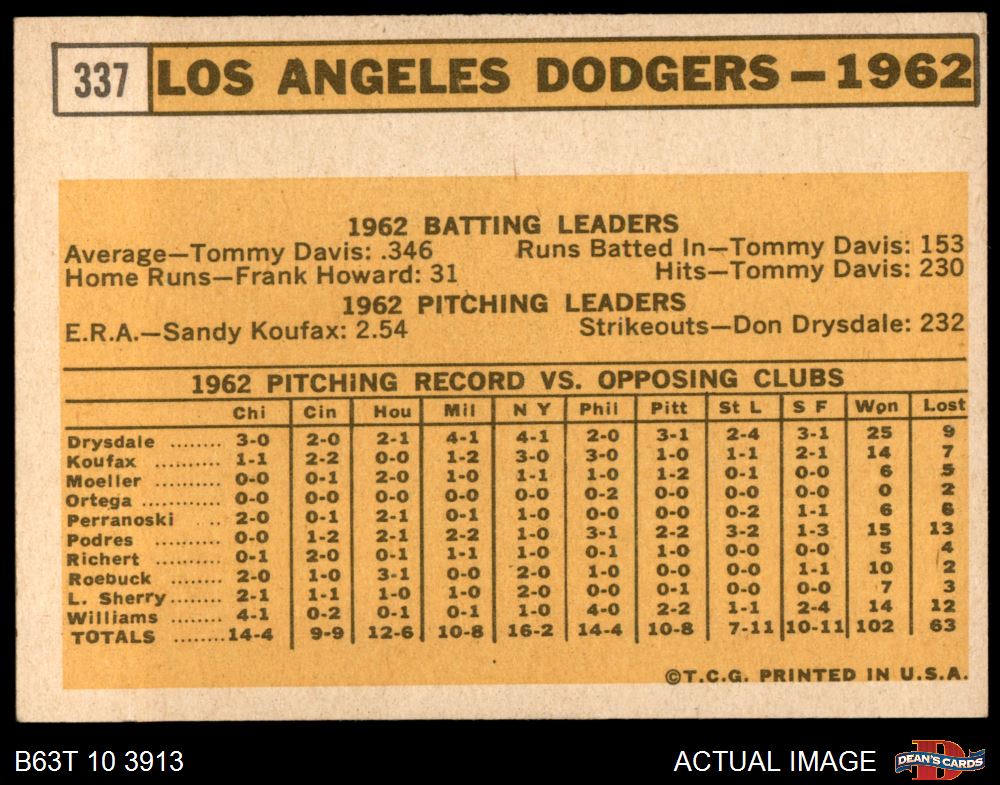 337 LOS ANGELES DODGERS—1962
1962 BATTING LEADERS
Average—Tommy Davis: .346 Runs Batted In—Tommy Davis: 153
Home Runs—Frank Howard: 31 Hits—Tommy Davis: 230
1962 PITCHING LEADERS
E.R.A.—Sandy Koufax: 2.54 Strikeouts—Don Drysdale: 232
1962 PITCHING RECORD VS. OPPOSING CLUBS
Chi Cin Hou Mil N Y Phil Pitt St L S F Won Lost
Drysdale ........ 3-0 2-0 2-1 4-1 4-1 2-0 3-1 2-4 3-1 25 9
Koufax .......... 1-1 2-2 0-0 1-2 3-0 3-0 1-0 1-1 2-1 14 7
Moeller ......... 0-0 0-1 2-0 1-0 1-1 1-0 1-2 0-1 0-0 6 5
Ortega .......... 0-0 0-0 0-0 0-0 0-0 0-2 0-0 0-0 0-0 0 2
Perranoski ... 2-0 0-1 2-1 0-1 1-0 0-0 0-0 0-2 1-1 6 6
Podres .......... 0-0 1-2 2-1 2-2 1-0 3-1 2-2 3-2 1-3 15 13
Richert ......... 0-1 2-0 0-1 1-1 1-0 0-1 1-0 0-0 0-0 5 4
Roebuck ........ 2-0 1-0 3-1 0-0 2-0 1-0 0-0 0-0 1-1 10 2
L. Sherry........ 2-1 1-1 1-0 1-0 2-0 0-0 0-1 0-0 0-0 7 3
Williams ........ 4-1 0-2 0-1 0-1 1-0 4-0 2-2 1-1 2-4 14 12
TOTALS ........14-4 9-9 12-6 10-8 16-2 14-4 10-8 7-11 10-11 102 63
©T.C.G. PRINTED IN U.S.A.
B63T 10 3913 ACTUAL IMAGE D DEAN'S CARDS